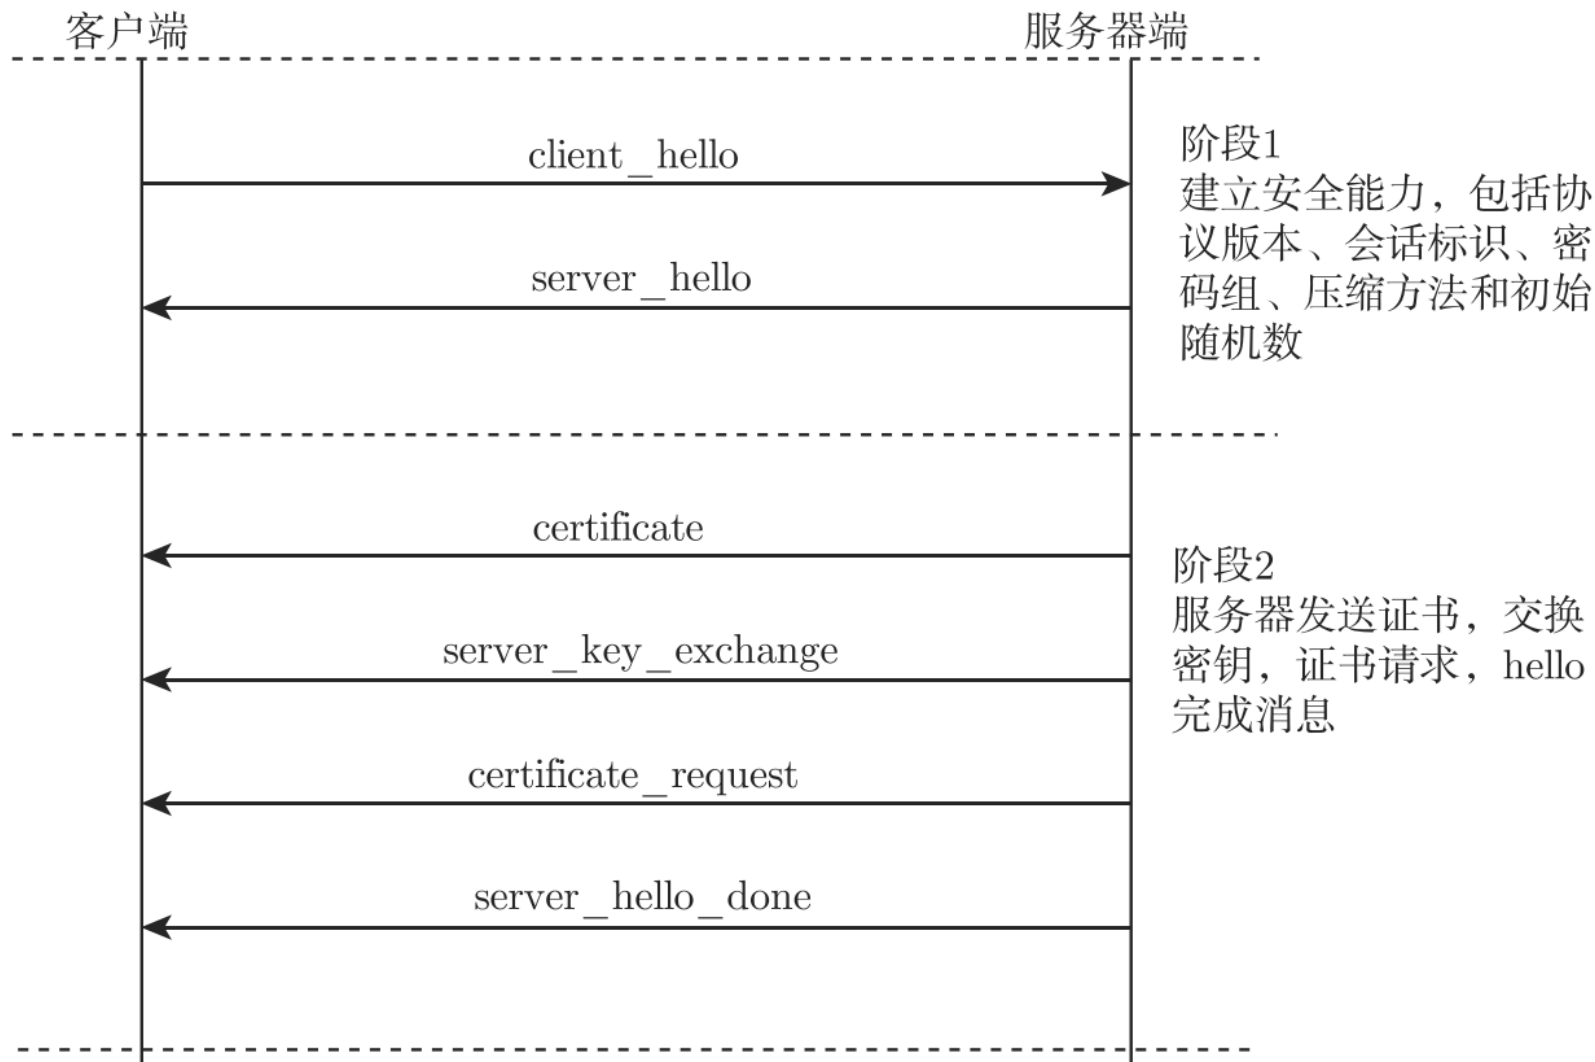 客户端
服务器端
client_hello
server_hello
阶段1
建立安全能力，包括协
议版本、会话标识、密
码组、压缩方法和初始
随机数
certificate
server_key_exchange
certificate_request
server_hello_done
阶段2
服务器发送证书，交换
密钥，证书请求，hello
完成消息